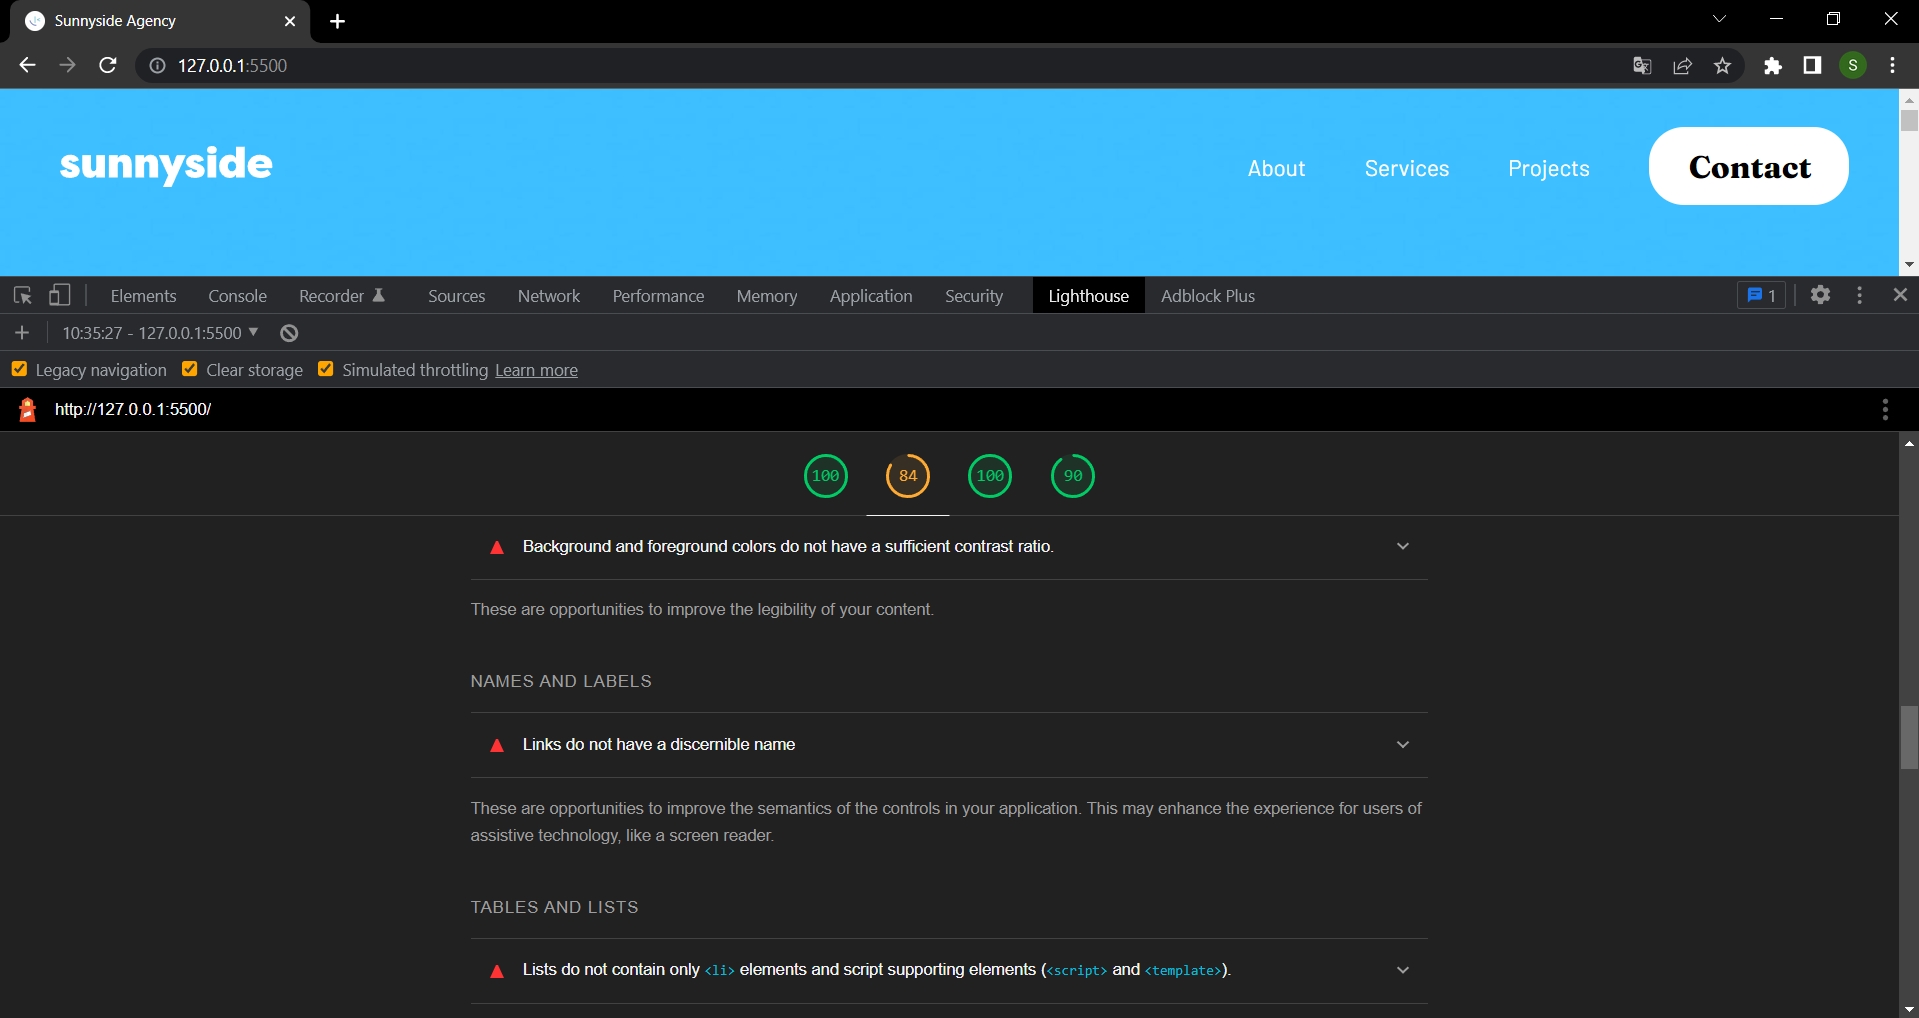 Sunnyside Agency
127.0.0.1:5500
S
sunnyside
About Services Projects Contact
Elements Console Recorder Sources Network Performance Memory Application Security Lighthouse Adblock Plus 1
10:35:27 - 127.0.0.1:5500
Legacy navigation Clear storage Simulated throttling Learn more
http://127.0.0.1:5500/
100 84 100 90
Background and foreground colors do not have a sufficient contrast ratio.
These are opportunities to improve the legibility of your content.
NAMES AND LABELS
Links do not have a discernible name
These are opportunities to improve the semantics of the controls in your application. This may enhance the experience for users of
assistive technology, like a screen reader.
TABLES AND LISTS
Lists do not contain only <li> elements and script supporting elements (<script> and <template>).